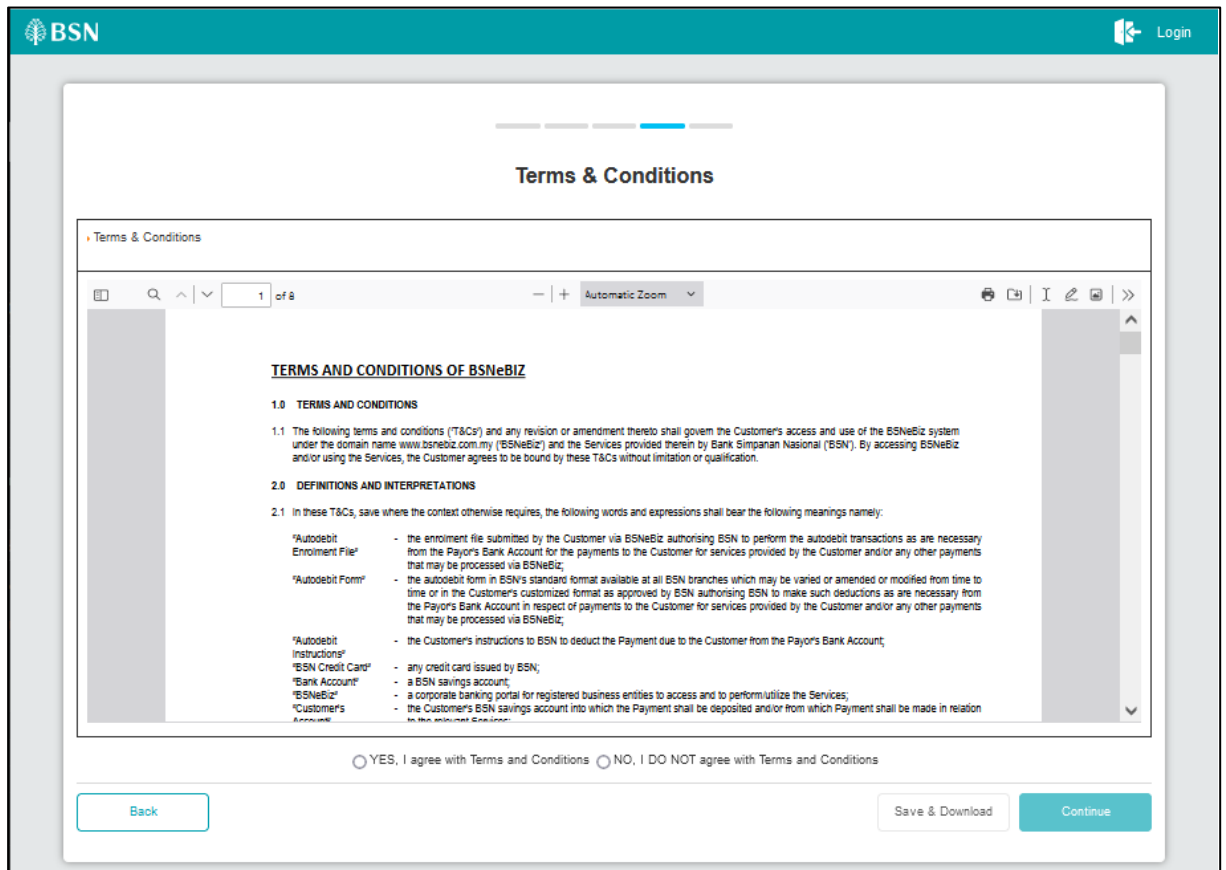 BSN
Login
Terms & Conditions
Terms & Conditions
1 of 8
Automatic Zoom
TERMS AND CONDITIONS OF BSNeBIZ
1.0 TERMS AND CONDITIONS
1.1 The following terms and conditions ("T&Cs") and any revision or amendment thereto shall govern the Customer's access and use of the BSNeBiz system
under the domain name www.bsnebiz.com.my ("BSNeBiz") and the Services provided therein by Bank Simpanan Nasional ("BSN"). By accessing BSNeBiz
and/or using the Services, the Customer agrees to be bound by these T&Cs without limitation or qualification.
2.0 DEFINITIONS AND INTERPRETATIONS
2.1 In these T&Cs, save where the context otherwise requires, the following words and expressions shall bear the following meanings namely:
"Autodebit - the enrolment file submitted by the Customer via BSNeBiz authorising BSN to perform the autodebit transactions as are necessary
Enrolment File" from the Payor's Bank Account for the payments to the Customer for services provided by the Customer and/or any other payments
that may be processed via BSNeBiz;
"Autodebit Form" - the autodebit form in BSN's standard format available at all BSN branches which may be varied or amended or modified from time to
time or in the Customer's customized format as approved by BSN authorising BSN to make such deductions as are necessary from
the Payor's Bank Account in respect of payments to the Customer for services provided by the Customer and/or any other payments
that may be processed via BSNeBiz;
"Autodebit - the Customer's instructions to BSN to deduct the Payment due to the Customer from the Payor's Bank Account;
Instructions"
"BSN Credit Card" - any credit card issued by BSN;
"Bank Account" - a BSN savings account;
"BSNeBiz" - a corporate banking portal for registered business entities to access and to perform/utilize the Services;
"Customer's - the Customer's BSN savings account into which the Payment shall be deposited and/or from which Payment shall be made in relation
Account" to the relevant Services;
YES, I agree with Terms and Conditions NO, I DO NOT agree with Terms and Conditions
Back
Save & Download
Continue